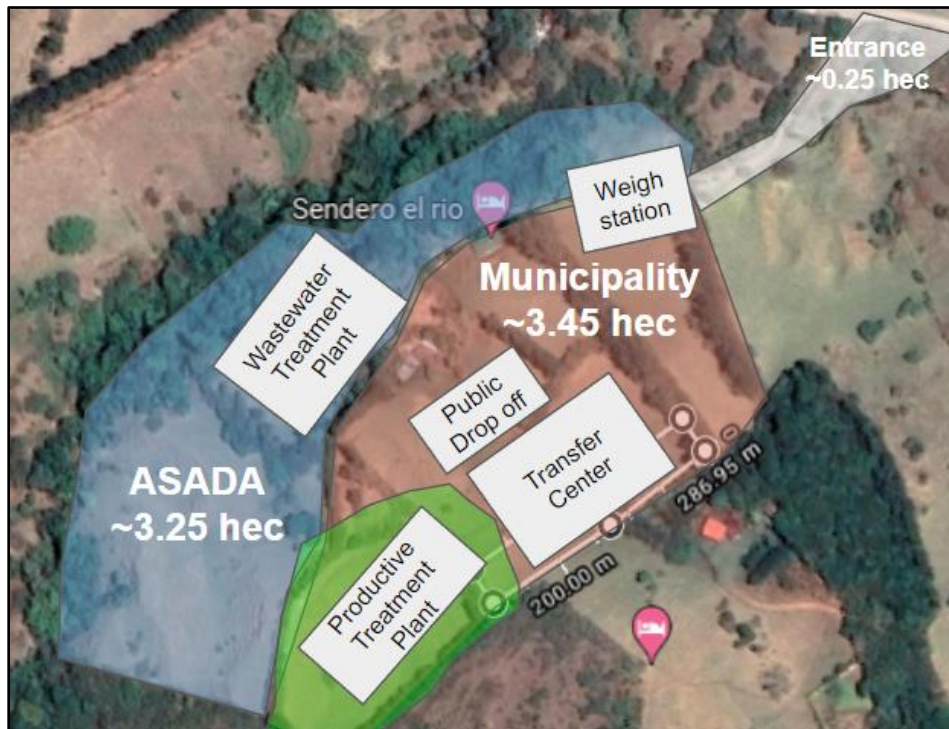 Entrance
~0.25 hec
Weigh
station
Sendero el rio
Municipality
~3.45 hec
Wastewater
Treatment
Plant
Public
Drop off
Transfer
Center
286.95 m
ASADA
~3.25 hec
200.00 m
Productive
Treatment
Plant